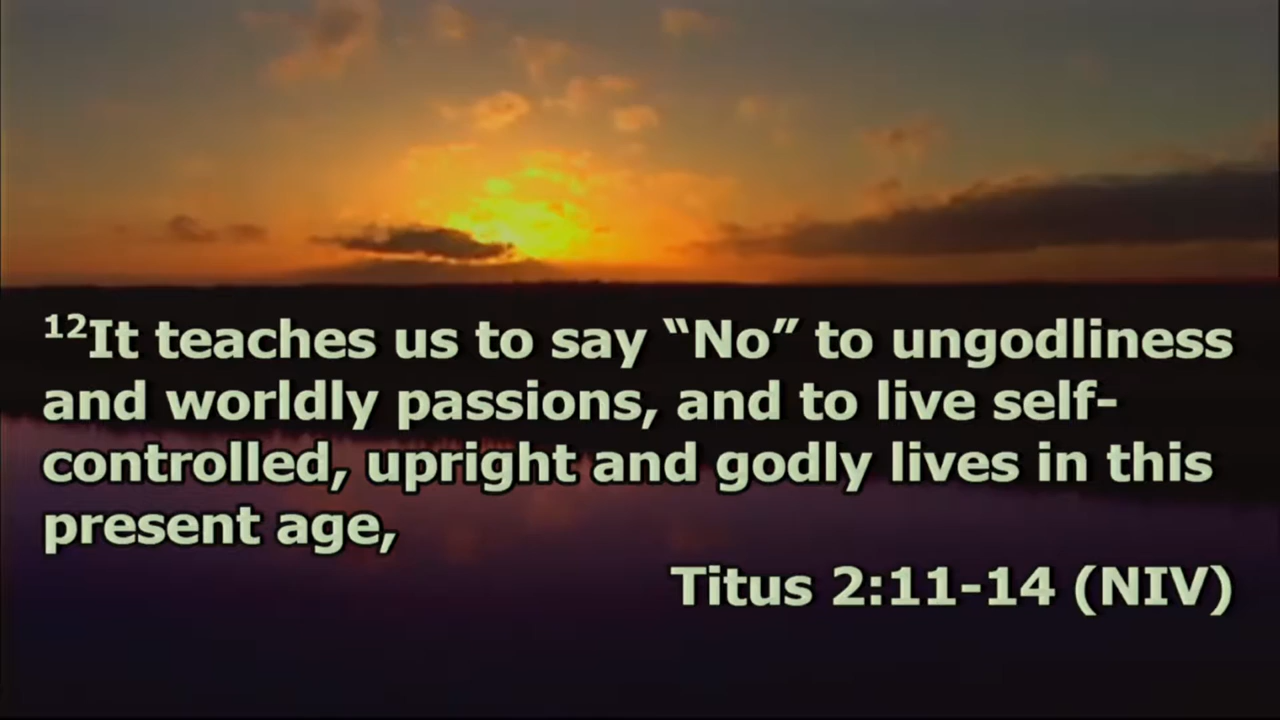 ¹²It teaches us to say “No” to ungodliness
and worldly passions, and to live self-
controlled, upright and godly lives in this
present age,
Titus 2:11-14 (NIV)